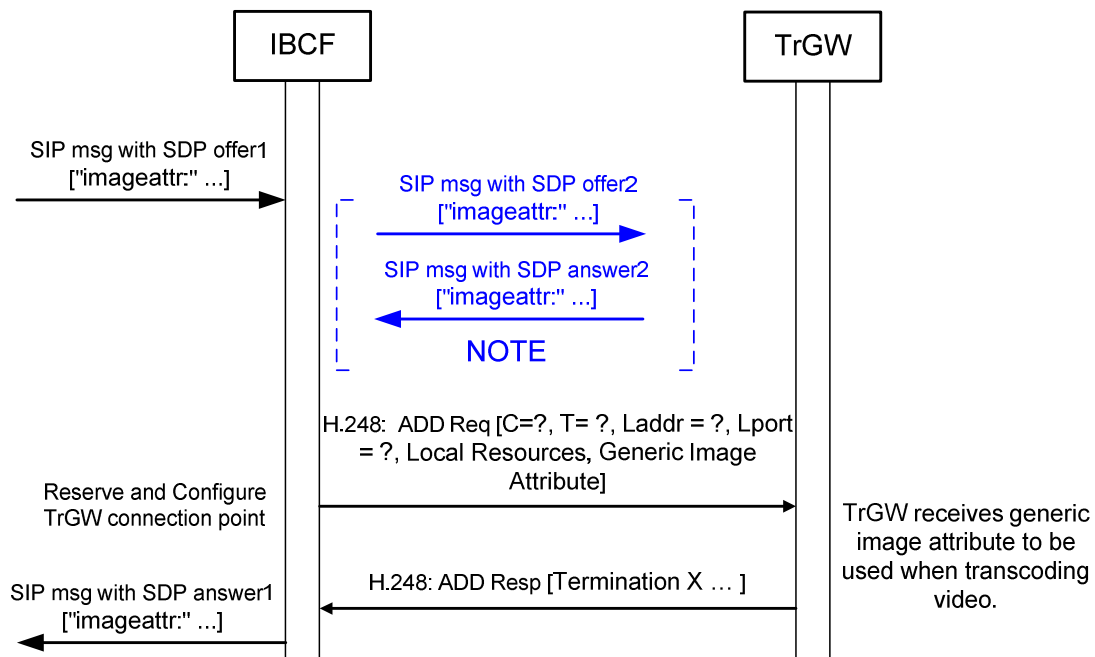 IBCF
TrGW
SIP msg with SDP offer1
["imageattr:" ...]
SIP msg with SDP offer2
["imageattr:" ...]
SIP msg with SDP answer2
["imageattr:" ...]
NOTE
H.248: ADD Req [C=?, T= ?, Laddr = ?, Lport
= ?, Local Resources, Generic Image
Attribute]
Reserve and Configure
TrGW connection point
TrGW receives generic
image attribute to be
used when transcoding
video.
H.248: ADD Resp [Termination X … ]
SIP msg with SDP answer1
["imageattr:" ...]